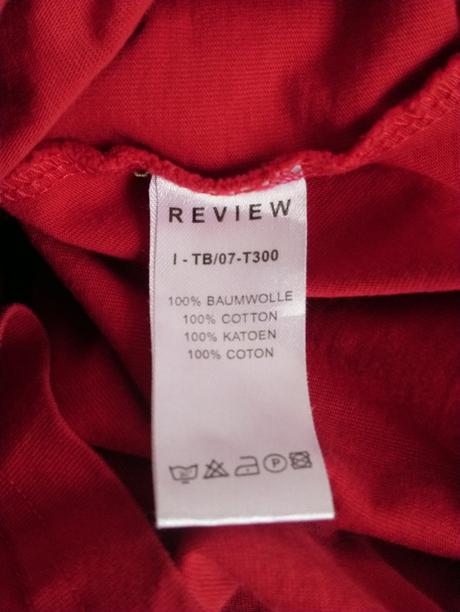 REVIEW
I - TB/07-T300
100% BAUMWOLLE
100% COTTON
100% KATOEN
100% COTON
P